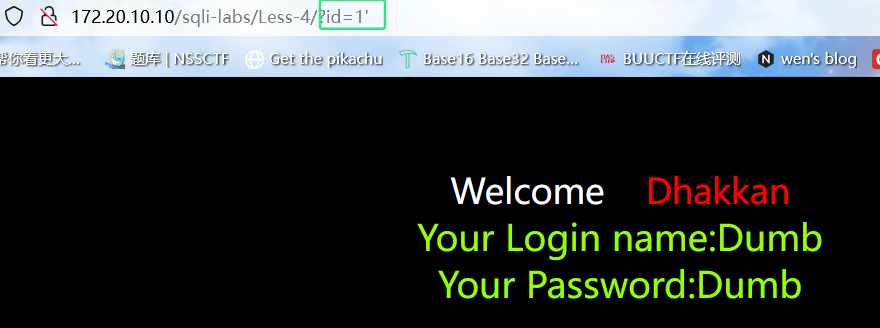 172.20.10.10/sqli-labs/Less-4/?id=1'
帮你看更大... 题库 | NSSCTF Get the pikachu Base16 Base32 Base... BUUCTF在线评测 wen's blog
Welcome Dhakkan
Your Login name:Dumb
Your Password:Dumb